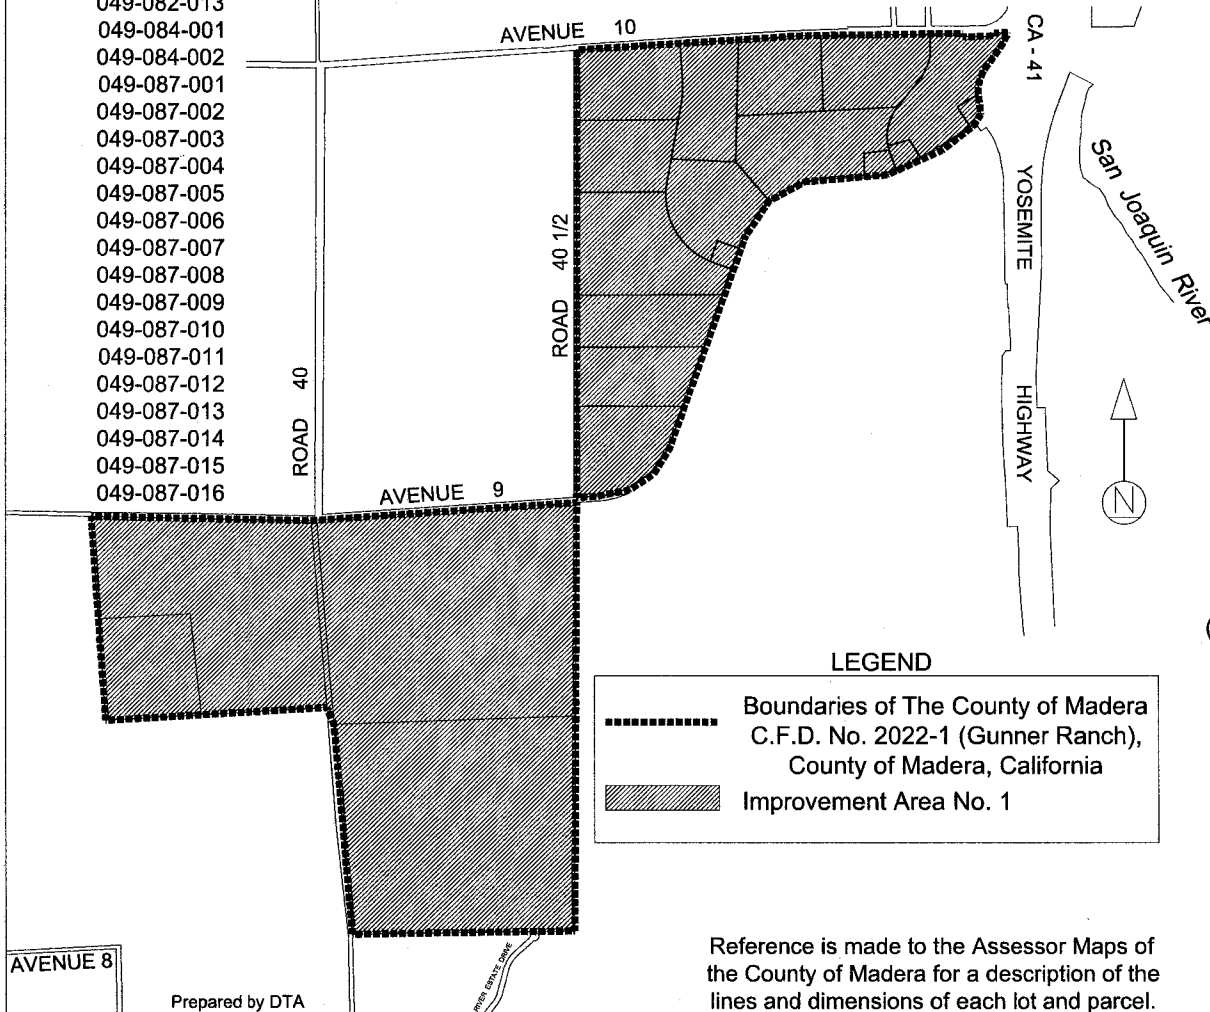 049-082-013
049-084-001
049-084-002
049-087-001
049-087-002
049-087-003
049-087-004
049-087-005
049-087-006
049-087-007
049-087-008
049-087-009
049-087-010
049-087-011
049-087-012
049-087-013
049-087-014
049-087-015
049-087-016
AVENUE 10
CA - 41
YOSEMITE HIGHWAY
San Joaquin River
ROAD 40 1/2
ROAD 40
AVENUE 9
N
LEGEND
Boundaries of The County of Madera
C.F.D. No. 2022-1 (Gunner Ranch),
County of Madera, California
Improvement Area No. 1
AVENUE 8
RIVER ESTATE DRIVE
Prepared by DTA
Reference is made to the Assessor Maps of
the County of Madera for a description of the
lines and dimensions of each lot and parcel.